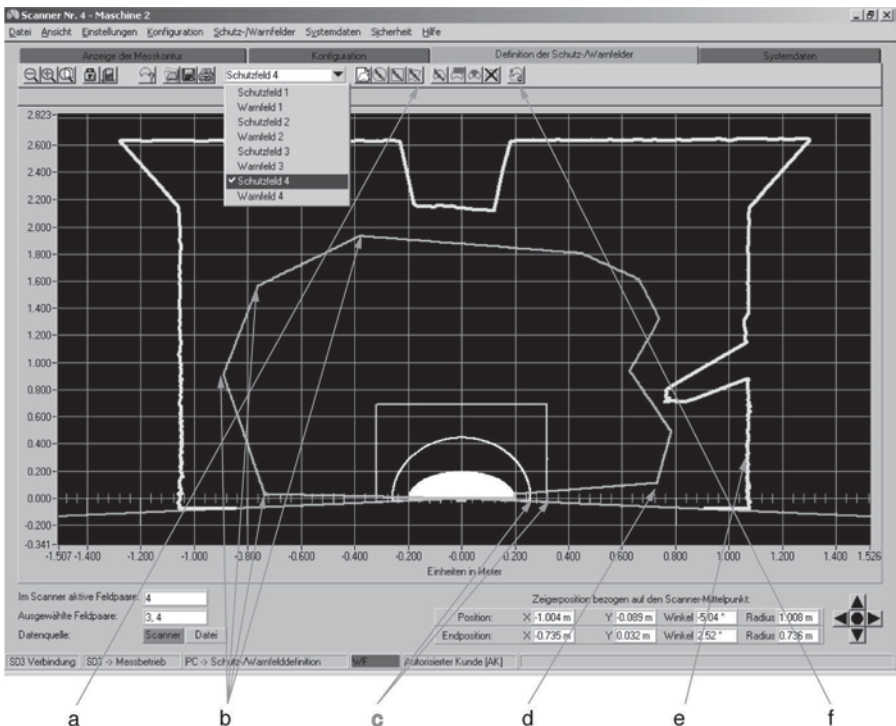 Scanner Nr. 4 - Maschine 2
Datei Ansicht Einstellungen Konfiguration Schutz-/Warnfelder Systemdaten Sicherheit Hilfe
Anzeige der Messkontur Konfiguration Definition der Schutz-/Warnfelder Systemdaten
Schutzfeld 4
Schutzfeld 1
Warnfeld 1
Schutzfeld 2
Warnfeld 2
Schutzfeld 3
Warnfeld 3
Schutzfeld 4
Warnfeld 4
2.823
2.600
2.400
2.200
2.000
1.800
1.600
1.400
1.200
1.000
0.800
0.600
0.400
0.200
0.000
-0.200
-0.341
-1.507 -1.400 -1.200 -1.000 -0.800 -0.600 -0.400 -0.200 -0.000 0.200 0.400 0.600 0.800 1.000 1.200 1.400 1.526
Einheiten in Meter
Im Scanner aktive Feldpaare: 4
Ausgewählte Feldpaare: 3, 4
Datenquelle: Scanner Datei
Zeigerposition bezogen auf den Scanner-Mittelpunkt:
Position: X -1.004 m Y -0.089 m Winkel -5.04 ° Radius 1.008 m
Endposition: X -0.735 m Y 0.032 m Winkel 2.52 ° Radius 0.736 m
SD3 Verbindung SD3 -> Messbetrieb PC -> Schutz-/Warnfelddefinition WF Autorisierter Kunde [AK]
a b c d e f